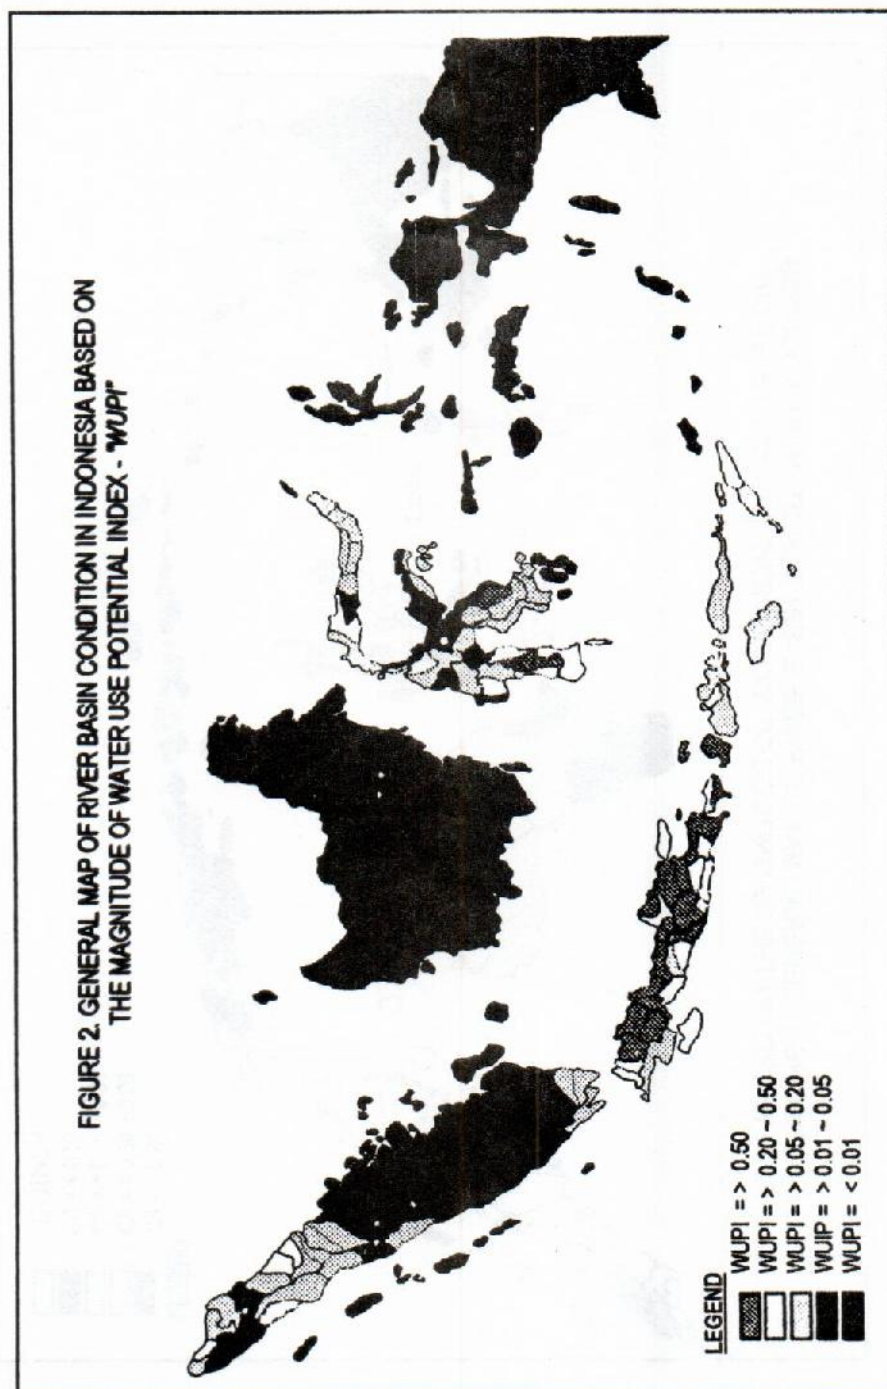 FIGURE 2. GENERAL MAP OF RIVER BASIN CONDITION IN INDONESIA BASED ON
THE MAGNITUDE OF WATER USE POTENTIAL INDEX - "WUPI"
LEGEND
WUPI = > 0.50
WUPI = > 0.20 ~ 0.50
WUPI = > 0.05 ~ 0.20
WUIP = > 0.01 ~ 0.05
WUPI = < 0.01